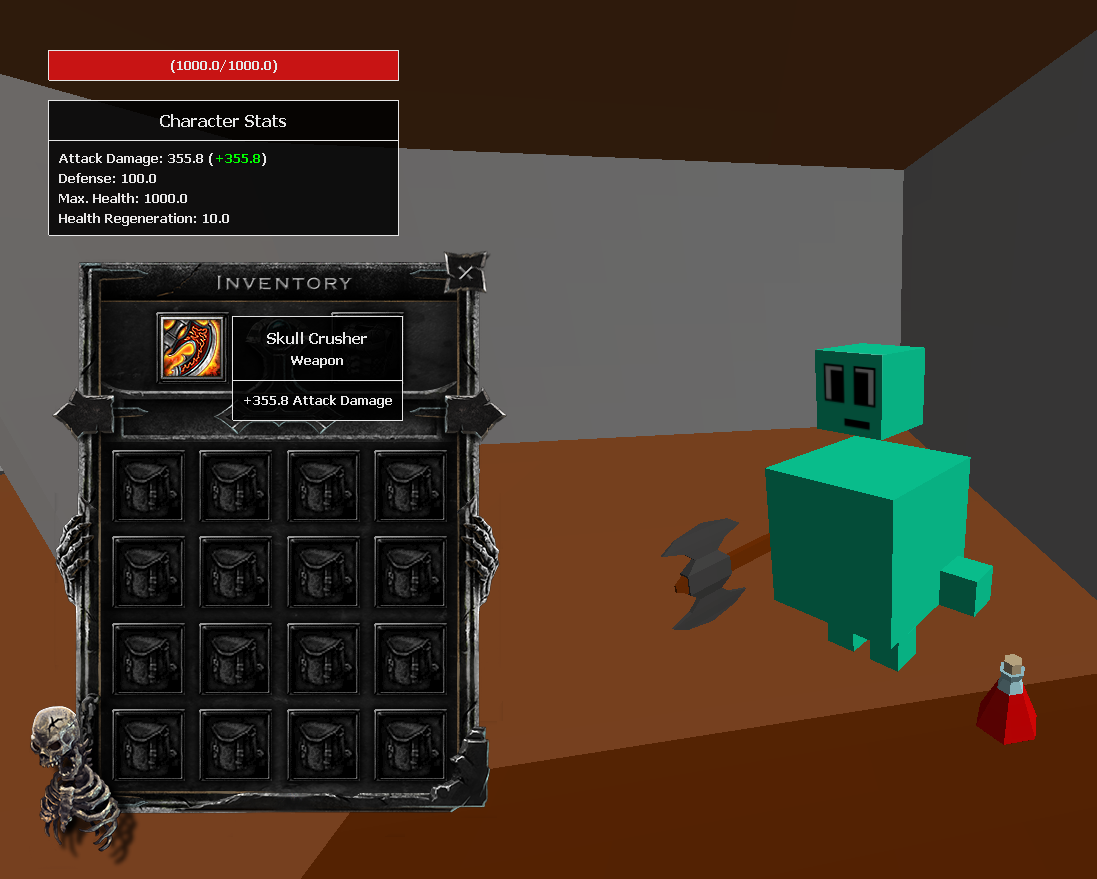 (1000.0/1000.0)
Character Stats
Attack Damage: 355.8 (+355.8)
Defense: 100.0
Max. Health: 1000.0
Health Regeneration: 10.0
Inventory
Skull Crusher
Weapon
+355.8 Attack Damage